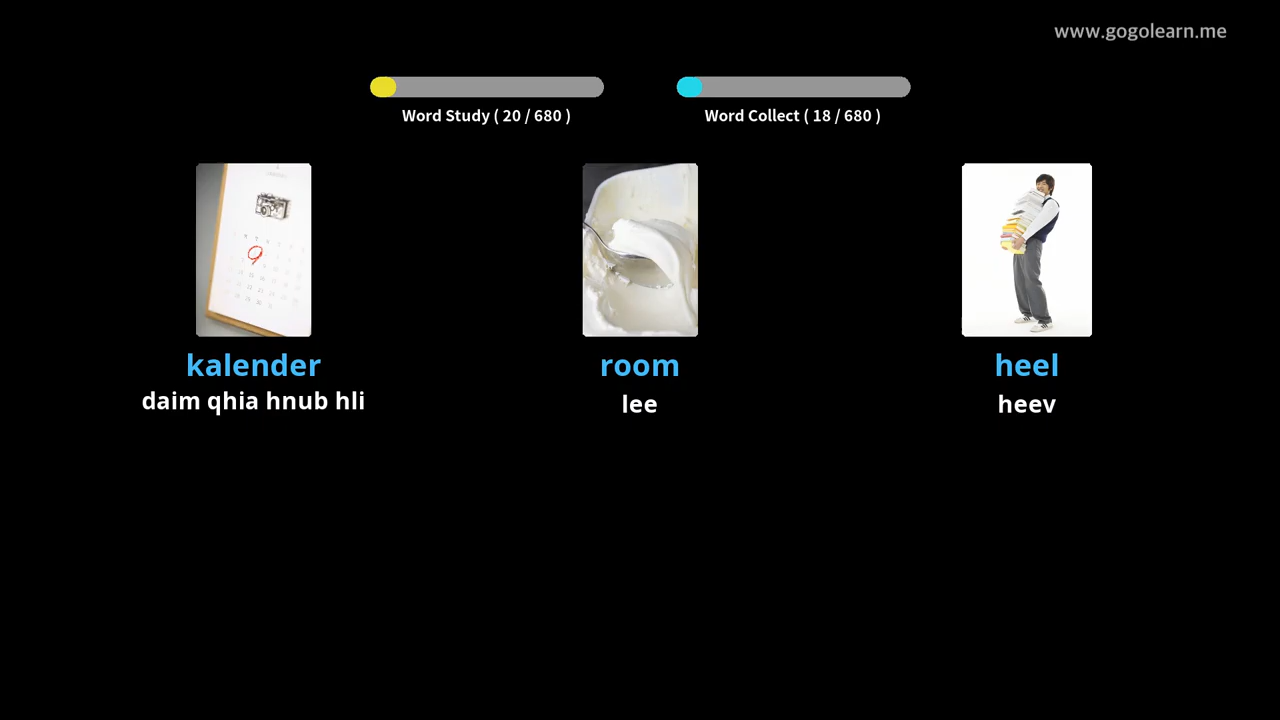 www.gogolearn.me
Word Study ( 20 / 680 )
Word Collect ( 18 / 680 )
kalender
daim qhia hnub hli
room
lee
heel
heev